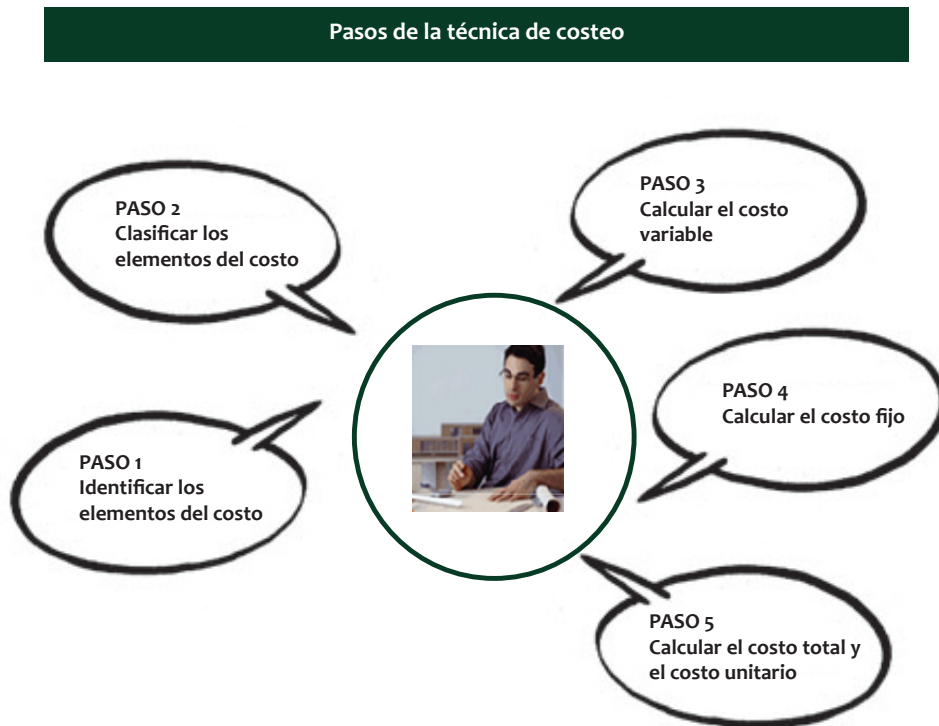 Pasos de la técnica de costeo
PASO 1
Identificar los
elementos del costo
PASO 2
Clasificar los
elementos del costo
PASO 3
Calcular el costo
variable
PASO 4
Calcular el costo fijo
PASO 5
Calcular el costo total y
el costo unitario